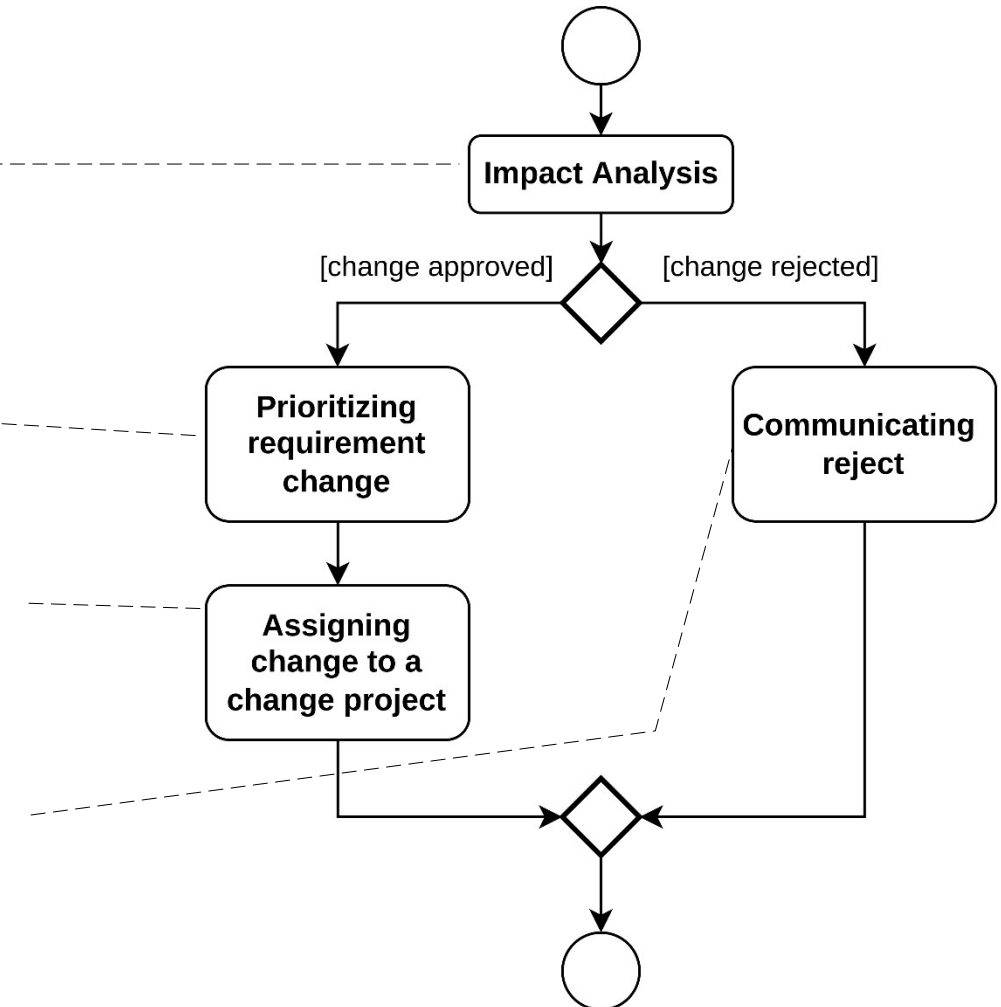 Impact Analysis
[change approved]
[change rejected]
Prioritizing
requirement
change
Communicating
reject
Assigning
change to a
change project